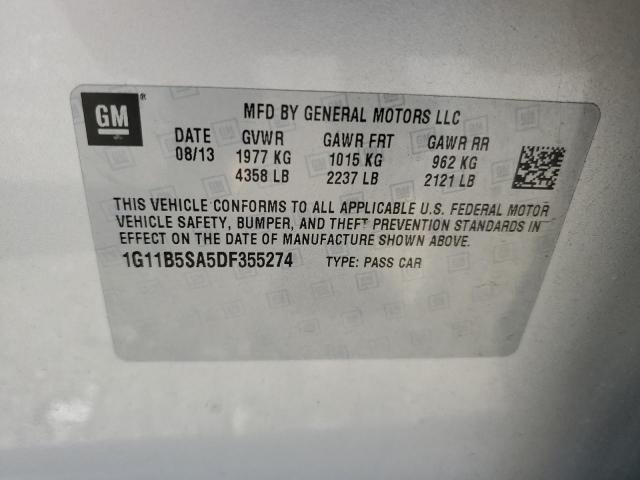 GM ®
MFD BY GENERAL MOTORS LLC
DATE GVWR GAWR FRT GAWR RR
08/13 1977 KG 1015 KG 962 KG
4358 LB 2237 LB 2121 LB
THIS VEHICLE CONFORMS TO ALL APPLICABLE U.S. FEDERAL MOTOR
VEHICLE SAFETY, BUMPER, AND THEFT PREVENTION STANDARDS IN
EFFECT ON THE DATE OF MANUFACTURE SHOWN ABOVE.
1G11B5SA5DF355274 TYPE: PASS CAR